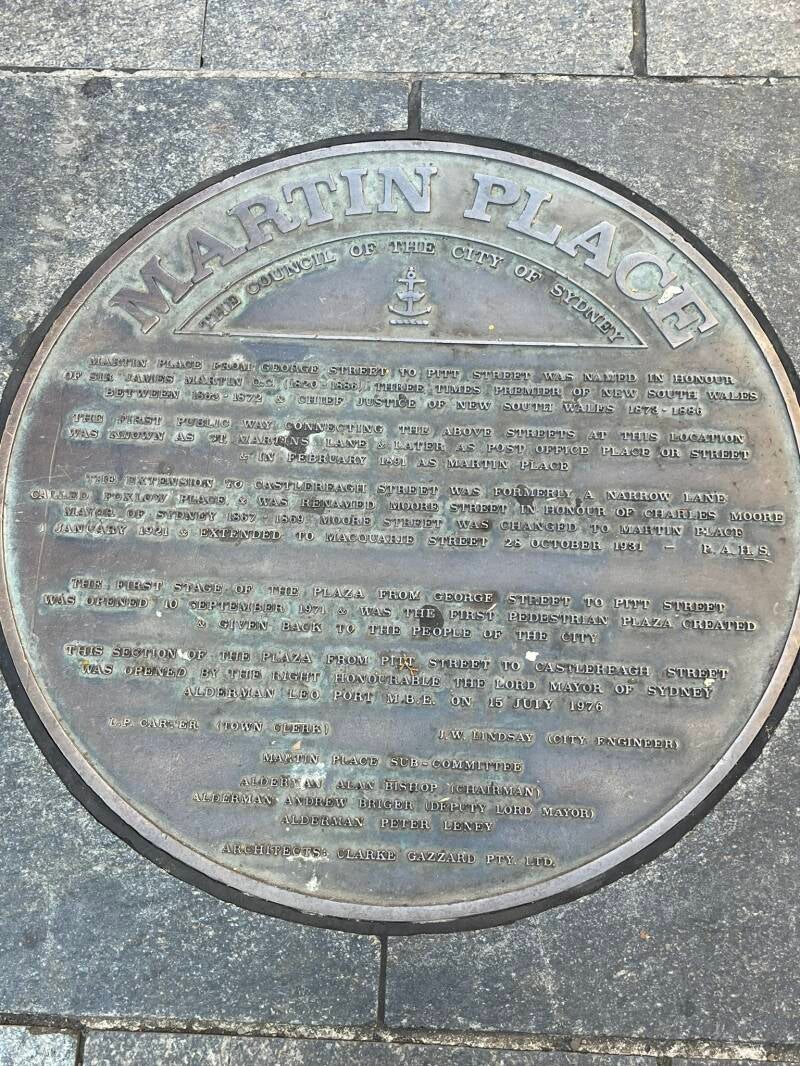 MARTIN PLACE
THE COUNCIL OF THE CITY OF SYDNEY
MARTIN PLACE FROM GEORGE STREET TO PITT STREET WAS NAMED IN HONOUR
OF SIR JAMES MARTIN Q.C. (1820-1886), THREE TIMES PREMIER OF NEW SOUTH WALES
BETWEEN 1863-1872 & CHIEF JUSTICE OF NEW SOUTH WALES 1873-1886
THE FIRST PUBLIC WAY CONNECTING THE ABOVE STREETS AT THIS LOCATION
WAS KNOWN AS ST. MARTINS LANE & LATER AS POST OFFICE PLACE OR STREET
& IN FEBRUARY 1891 AS MARTIN PLACE
THE EXTENSION TO CASTLEREAGH STREET WAS FORMERLY A NARROW LANE
CALLED FOXLOW PLACE & WAS RENAMED MOORE STREET IN HONOUR OF CHARLES MOORE
MAYOR OF SYDNEY 1867-1869. MOORE STREET WAS CHANGED TO MARTIN PLACE
1 JANUARY 1921 & EXTENDED TO MACQUARIE STREET 28 OCTOBER 1931 - R.A.H.S.
THE FIRST STAGE OF THE PLAZA FROM GEORGE STREET TO PITT STREET
WAS OPENED 10 SEPTEMBER 1971 & WAS THE FIRST PEDESTRIAN PLAZA CREATED
& GIVEN BACK TO THE PEOPLE OF THE CITY
THIS SECTION OF THE PLAZA FROM PITT STREET TO CASTLEREAGH STREET
WAS OPENED BY THE RIGHT HONOURABLE THE LORD MAYOR OF SYDNEY
ALDERMAN LEO PORT M.B.E. ON 15 JULY 1976
L.P. CARTER (TOWN CLERK) J.W. LINDSAY (CITY ENGINEER)
MARTIN PLACE SUB-COMMITTEE
ALDERMAN ALAN BISHOP (CHAIRMAN)
ALDERMAN ANDREW BRIGER (DEPUTY LORD MAYOR)
ALDERMAN PETER LENEY
ARCHITECTS: CLARKE GAZZARD PTY. LTD.